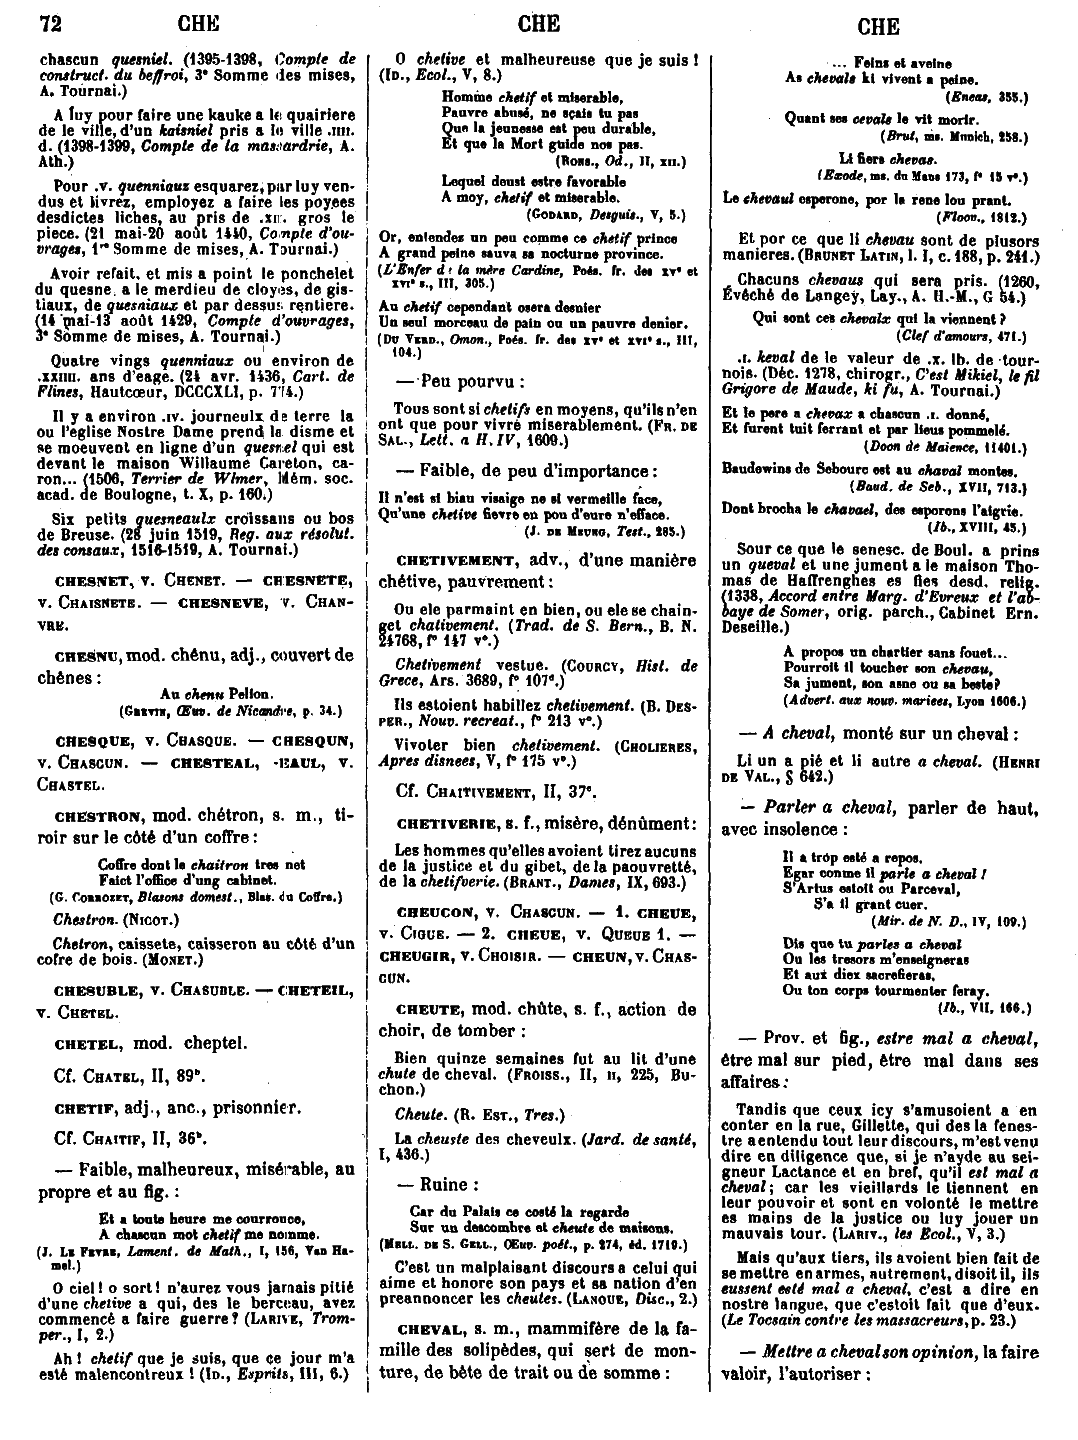 72 CHE CHE CHE
chascun quesniel. (1395-1398, Compte de
construct. du beffroi, 3e Somme des mises,
A. Tournai.)
A luy pour faire une kauke a le quairiere
de le ville, d'un kaisniel pris a le ville .IIII.
d. (1398-1399, Compte de la massardrie, A.
Ath.)
Pour .v. quenniaux esquarez, par luy ven-
dus et livrez, employez a faire les poyees
desdictes liches, au pris de .XII. gros le
piece. (21 mai-20 août 1440, Compte d'ou-
vrages, 1re Somme de mises, A. Tournai.)
Avoir refait, et mis a point le ponchelet
du quesne a le merdieu de cloyes, de gis-
tiaux, de quesniaux et par dessus rentiere.
(14 mai-13 août 1429, Compte d'ouvrages,
3e Somme de mises, A. Tournai.)
Quatre vings quenniaux ou environ de
.XXIIII. ans d'eage. (24 avr. 1436, Cart. de
Flines, Hautcœur, DCCCXLI, p. 774.)
Il y a environ .IV. journeulx de terre la
ou l'eglise Nostre Dame prend le disme et
se moeuvent en ligne d'un quesnel qui est
devant le maison Willaume Careton, ca-
ron... (1506, Terrier de Wlmer, Mém. soc.
acad. de Boulogne, t. X, p. 160.)
Six petits quesneaulx croissans ou bos
de Breuse. (28 juin 1519, Reg. aux résolut.
des consaux, 1516-1519, A. Tournai.)
CHESNET, v. CHENET. — CHESNETE,
v. CHAISNETE. — CHESNEVE, v. CHAN-
VRE.
CHESNU, mod. chênu, adj., couvert de
chênes :
Au chenu Pelion.
(GREVIN, Œuv. de Nicandre, p. 34.)
CHESQUE, v. CHASQUE. — CHESQUN,
v. CHASCUN. — CHESTEAL, -EAUL, v.
CHASTEL.
CHESTRON, mod. chétron, s. m., ti-
roir sur le côté d'un coffre :
Coffre dont le chaitron tres net
Faict l'office d'ung cabinet.
(G. CORROZET, Blasons domest., Blas. du Coffre.)
Chestron. (NICOT.)
Chetron, caissete, caisseron au côté d'un
cofre de bois. (MONET.)
CHESUBLE, v. CHASUBLE. — CHETEIL,
v. CHETEL.
CHETEL, mod. cheptel.
Cf. CHATEL, II, 89b.
CHETIF, adj., anc., prisonnier.
Cf. CHAITIF, II, 36b.
— Faible, malheureux, misérable, au
propre et au fig. :
Et a toute heure me courrouce,
A chascun mot chetif me nomme.
(J. LE FEVRE, Lament. de Math., I, 156, Van Ha-
mel.)
O ciel ! o sort ! n'aurez vous jamais pitié
d'une chetive a qui, des le berceau, avez
commencé a faire guerre ? (LARIVE, Trom-
per., I, 2.)
Ah ! chetif que je suis, que ce jour m'a
esté malencontreux ! (ID., Esprits, III, 6.)
O chetive et malheureuse que je suis !
(ID., Ecol., V, 8.)
Homme chetif et miserable,
Pauvre abusé, ne sçais tu pas
Que la jeunesse est peu durable,
Et que la Mort guide nos pas.
(RONS., Od., II, XII.)
Lequel deust estre favorable
A moy, chetif et miserable.
(GODARD, Desguis., V, 5.)
Or, entendes un peu comme ce chetif prince
A grand peine sauva sa nocturne province.
(L'Enfer de la mère Cardine, Poés. fr. des XVe et
XVIe s., III, 305.)
Au chetif cependant osera desnier
Un seul morceau de pain ou un pauvre denier.
(DU VERD., Omon., Poés. fr. des XVe et XVIe s., III,
104.)
— Peu pourvu :
Tous sont si chetifs en moyens, qu'ils n'en
ont que pour vivre miserablement. (FR. DE
SAL., Lett. a H. IV, 1609.)
— Faible, de peu d'importance :
Il n'est si biau visaige ne si vermeille face,
Qu'une chetive fievre en pou d'eure n'efface.
(J. DE MEUNG, Test., 285.)
CHETIVEMENT, adv., d'une manière
chétive, pauvrement :
Ou ele parmaint en bien, ou ele se chain-
get chativement. (Trad. de S. Bern., B. N.
24768, f° 147 v°.)
Chetivement vestue. (COURCY, Hist. de
Grece, Ars. 3689, f° 107d.)
Ils estoient habillez chetivement. (B. DES-
PER., Nouv. recreat., f° 213 v°.)
Vivoter bien chetivement. (CHOLIERES,
Apres disnees, V, f° 175 v°.)
Cf. CHAITIVEMENT, II, 37c.
CHETIVERIE, s. f., misère, dénûment :
Les hommes qu'elles avoient tirez aucuns
de la justice et du gibet, de la paouvretté,
de la chetifverie. (BRANT., Dames, IX, 693.)
CHEUCON, v. CHASCUN. — 1. CHEUE,
v. CIGUE. — 2. CHEUE, v. QUEUE 1. —
CHEUGIR, v. CHOISIR. — CHEUN, v. CHAS-
CUN.
CHEUTE, mod. chûte, s. f., action de
choir, de tomber :
Bien quinze semaines fut au lit d'une
chute de cheval. (FROISS., II, II, 225, Bu-
chon.)
Cheute. (R. EST., Tres.)
La cheuste des cheveulx. (Jard. de santé,
I, 436.)
— Ruine :
Car du Palais ce costé la regarde
Sur un descombre et cheute de maisons.
(MELL. DE S. GELL., Œuv. poét., p. 274, éd. 1719.)
C'est un malplaisant discours a celui qui
aime et honore son pays et sa nation d'en
preannoncer les cheutes. (LANOUE, Disc., 2.)
CHEVAL, s. m., mammifère de la fa-
mille des solipèdes, qui sert de mon-
ture, de bête de trait ou de somme :
... Feins et aveine
As chevals ki vivent a peine.
(Eneas, 355.)
Quant ses cevals le vit morir.
(Brut, ms. Munich, 258.)
Li fiers chevas.
(Exode, ms. du Mans 173, f° 15 v°.)
Le chevaul esperone, por la rene lou prant.
(Floov., 1812.)
Et por ce que li chevau sont de plusors
manieres. (BRUNET LATIN, l. I, c. 188, p. 241.)
Chacuns chevaus qui sera pris. (1260,
Évêché de Langey, Lay., A. H.-M., G 54.)
Qui sont ces chevalx qui la viennent ?
(Clef d'amours, 471.)
.I. keval de le valeur de .x. lb. de tour-
nois. (Déc. 1278, chirogr., C'est Mikiel, le fil
Grigore de Maude, ki fu, A. Tournai.)
Et le pere a chevax a chascun .I. donné,
Et furent tuit ferrant et par lieus pommelé.
(Doon de Maience, 11401.)
Baudewins de Sebourc est au chaval montes.
(Baud. de Seb., XVII, 713.)
Dont brocha le chavael, des esporons l'aigrie.
(Ib., XVIII, 45.)
Sour ce que le senesc. de Boul. a prins
un queval et une jument a le maison Tho-
mas de Haffrenghes es fies desd. relig.
(1338, Accord entre Marg. d'Evreux et l'ab-
baye de Somer, orig. parch., Cabinet Ern.
Deseille.)
A propos un chartier sans fouet...
Pourroit il toucher son chevau,
Sa jument, son asne ou sa beste ?
(Advert. aux nouv. mariees, Lyon 1606.)
— A cheval, monté sur un cheval :
Li un a pié et li autre a cheval. (HENRI
DE VAL., § 642.)
— Parler a cheval, parler de haut,
avec insolence :
Il a trop esté a repos,
Egar comme il parle a cheval !
S'Artus estoit ou Parceval,
S'a il grant cuer.
(Mir. de N. D., IV, 109.)
Dis que tu parles a cheval
Ou les tresors m'enseigneras
Et aux diex sacrefieras,
Ou ton corps tourmenter feray.
(Ib., VII, 166.)
— Prov. et fig., estre mal a cheval,
être mal sur pied, être mal dans ses
affaires :
Tandis que ceux icy s'amusoient a en
conter en la rue, Gillette, qui des la fenes-
tre a entendu tout leur discours, m'est venu
dire en diligence que, si je n'ayde au sei-
gneur Lactance et en bref, qu'il est mal a
cheval ; car les vieillards le tiennent en
leur pouvoir et sont en volonté le mettre
es mains de la justice ou luy jouer un
mauvais tour. (LARIV., les Ecol., V, 3.)
Mais qu'aux tiers, ils avoient bien fait de
se mettre en armes, autrement, disoit il, ils
eussent esté mal a cheval, c'est a dire en
nostre langue, que c'estoit fait que d'eux.
(Le Tocsain contre les massacreurs, p. 23.)
— Mettre a cheval son opinion, la faire
valoir, l'autoriser :